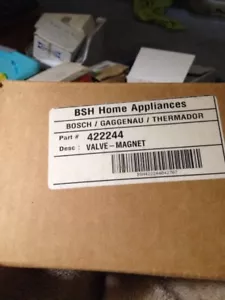 BSH Home Appliances
BOSCH / GAGGENAU / THERMADOR
Part # 422244
Desc : VALVE-MAGNET